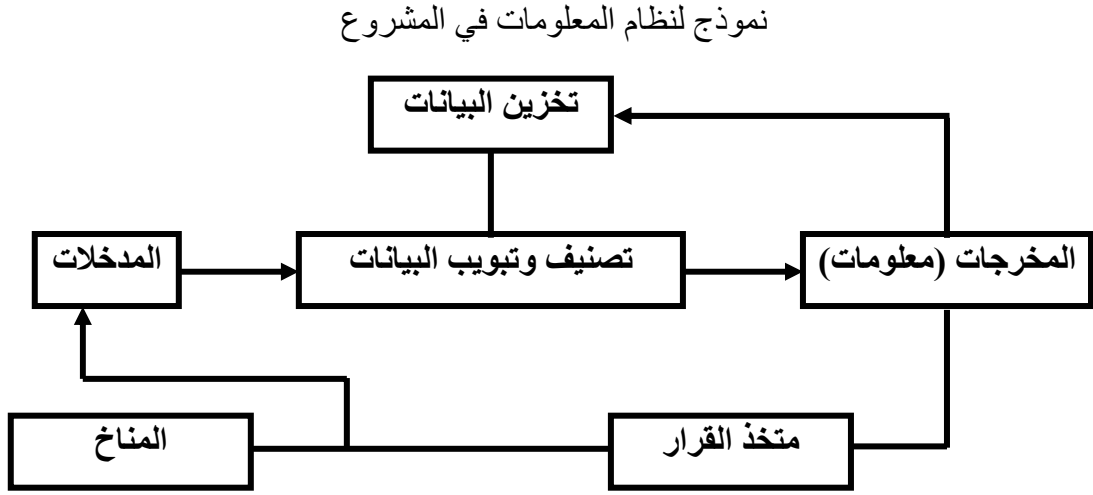 نموذج لنظام المعلومات في المشروع
تخزين البيانات
المخرجات (معلومات)
تصنيف وتبويب البيانات
المدخلات
متخذ القرار
المناخ